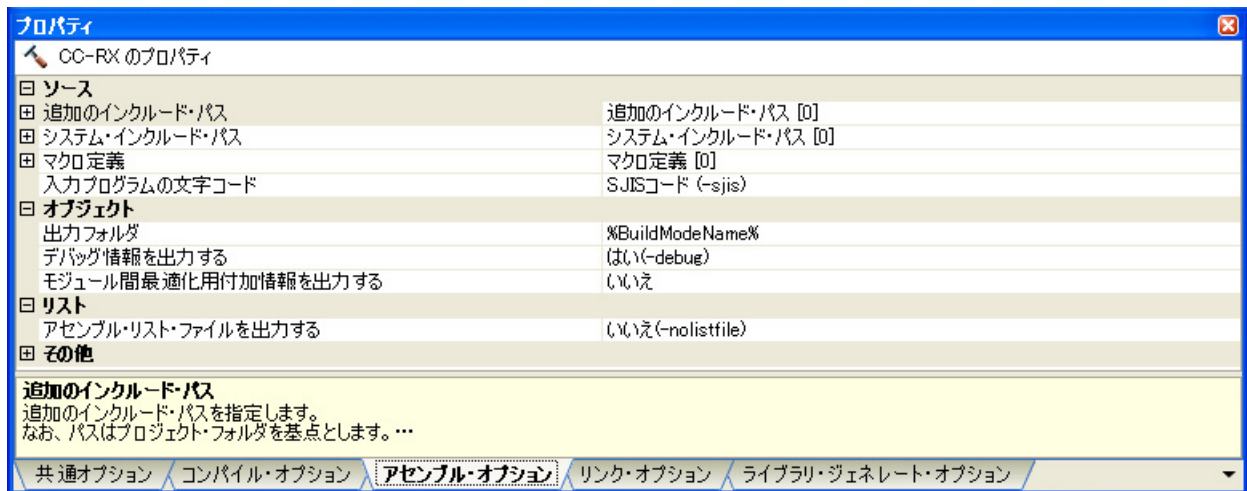 プロパティ
CC-RX のプロパティ
ソース
追加のインクルード・パス 追加のインクルード・パス [0]
システム・インクルード・パス システム・インクルード・パス [0]
マクロ定義 マクロ定義 [0]
入力プログラムの文字コード SJISコード (-sjis)
オブジェクト
出力フォルダ %BuildModeName%
デバッグ情報を出力する はい(-debug)
モジュール間最適化用付加情報を出力する いいえ
リスト
アセンブル・リスト・ファイルを出力する いいえ(-nolistfile)
その他
追加のインクルード・パス
追加のインクルード・パスを指定します。
なお、パスはプロジェクト・フォルダを基点とします。…
共通オプション コンパイル・オプション アセンブル・オプション リンク・オプション ライブラリ・ジェネレート・オプション